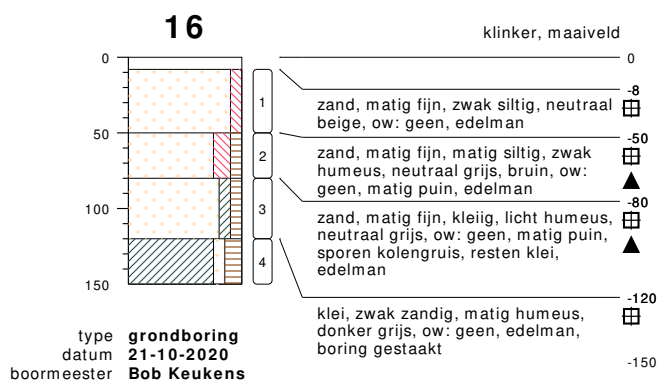 16
klinker, maaiveld
0
0
-8
1
zand, matig fijn, zwak siltig, neutraal
beige, ow: geen, edelman
50
-50
2
zand, matig fijn, matig siltig, zwak
humeus, neutraal grijs, bruin, ow:
geen, matig puin, edelman
-80
100
3
zand, matig fijn, kleiig, licht humeus,
neutraal grijs, ow: geen, matig puin,
sporen kolengruis, resten klei,
edelman
4
150
-120
klei, zwak zandig, matig humeus,
donker grijs, ow: geen, edelman,
boring gestaakt
-150
type grondboring
datum 21-10-2020
boormeester Bob Keukens